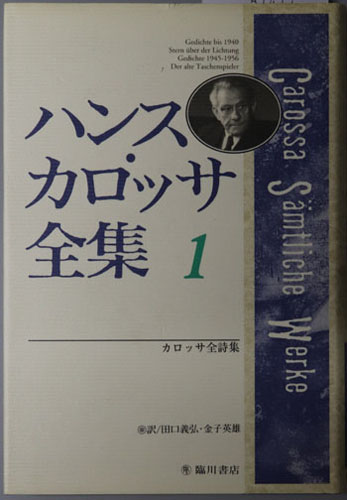 Gedichte bis 1940
Stern über der Lichtung
Gedichte 1945-1956
Der alte Taschenspieler
ハンス・
カロッサ
全集 1
Carossa Sämtliche Werke
カロッサ全詩集
訳/田口義弘・金子英雄
臨川書店